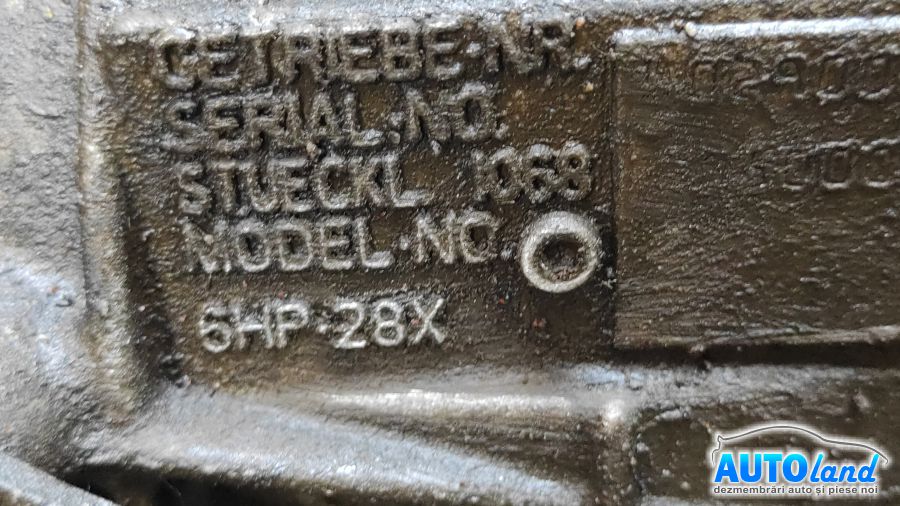 GETRIEBE-NR.
SERIAL-NO.
STUECKL. 1068
MODEL-NO.
6HP-28X
AUTOland
dezmembrări auto și piese noi